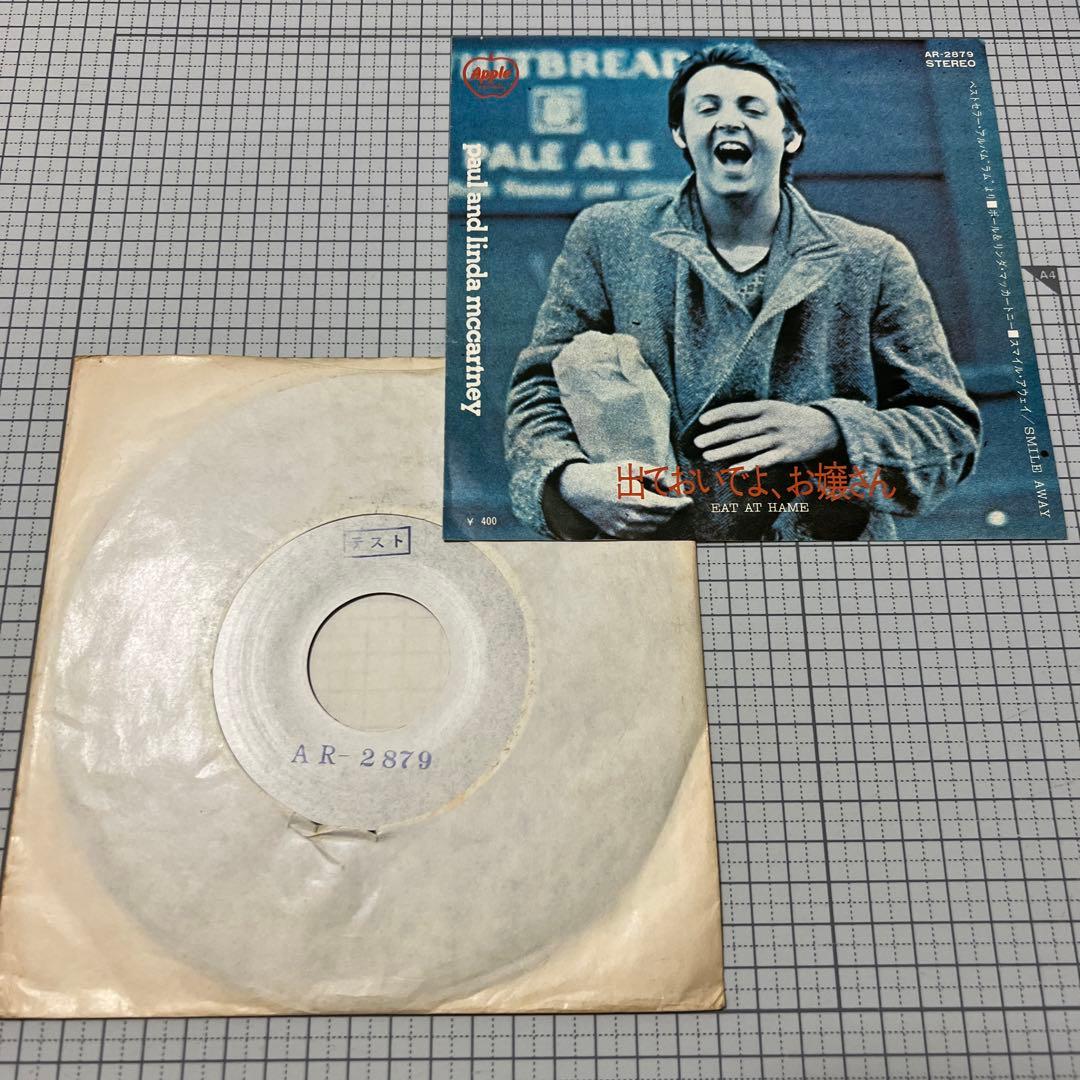 AR-2879
STEREO
Apple
TBREAD
PALE ALE
paul and linda mccartney
ベストセラー・アルバム“ラム”より■ポール&リンダ・マッカートニー■スマイル・アウェイ/SMILE AWAY
出ておいでよ、お嬢さん
EAT AT HAME
¥ 400
A4
テスト
AR-2879